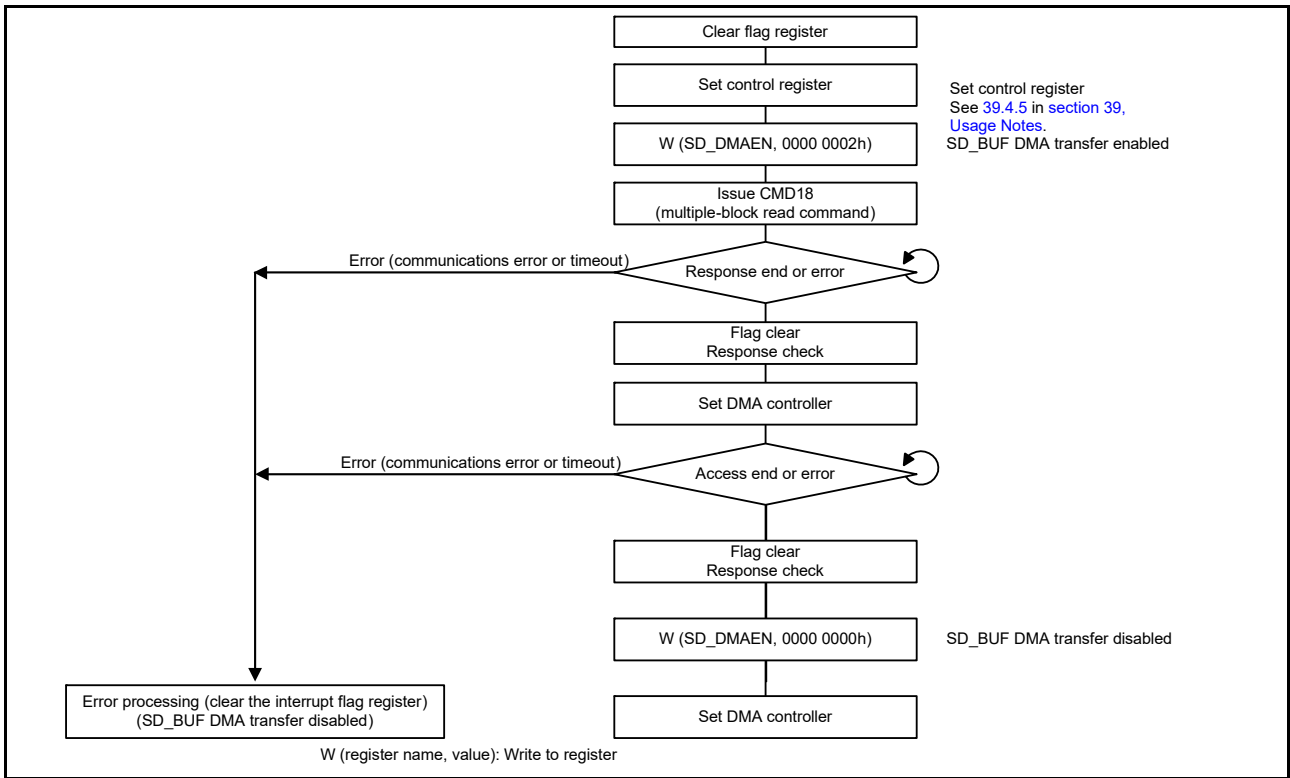 Clear flag register
Set control register
Set control register
See 39.4.5 in section 39,
Usage Notes.
W (SD_DMAEN, 0000 0002h)
SD_BUF DMA transfer enabled
Issue CMD18
(multiple-block read command)
Error (communications error or timeout)
Response end or error
Flag clear
Response check
Set DMA controller
Error (communications error or timeout)
Access end or error
Flag clear
Response check
W (SD_DMAEN, 0000 0000h)
SD_BUF DMA transfer disabled
Error processing (clear the interrupt flag register)
(SD_BUF DMA transfer disabled)
Set DMA controller
W (register name, value): Write to register